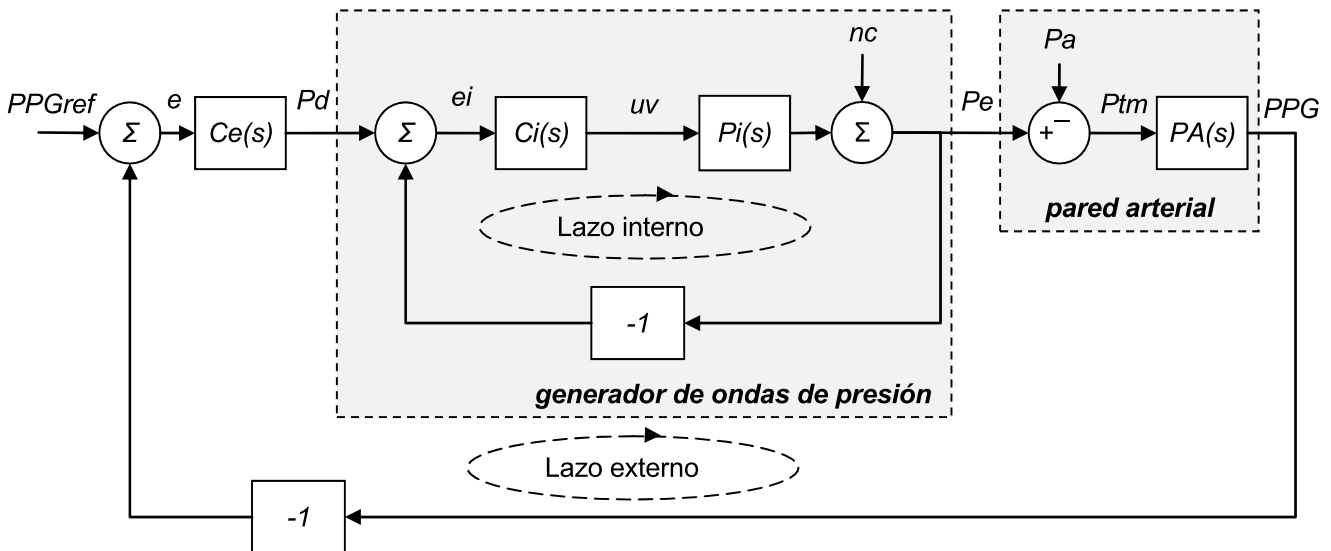 PPGref
Σ
e
Ce(s)
Pd
Σ
ei
Ci(s)
uv
Pi(s)
nc
Σ
Pe
Pa
+
−
Ptm
PA(s)
PPG
pared arterial
Lazo interno
-1
generador de ondas de presión
Lazo externo
-1